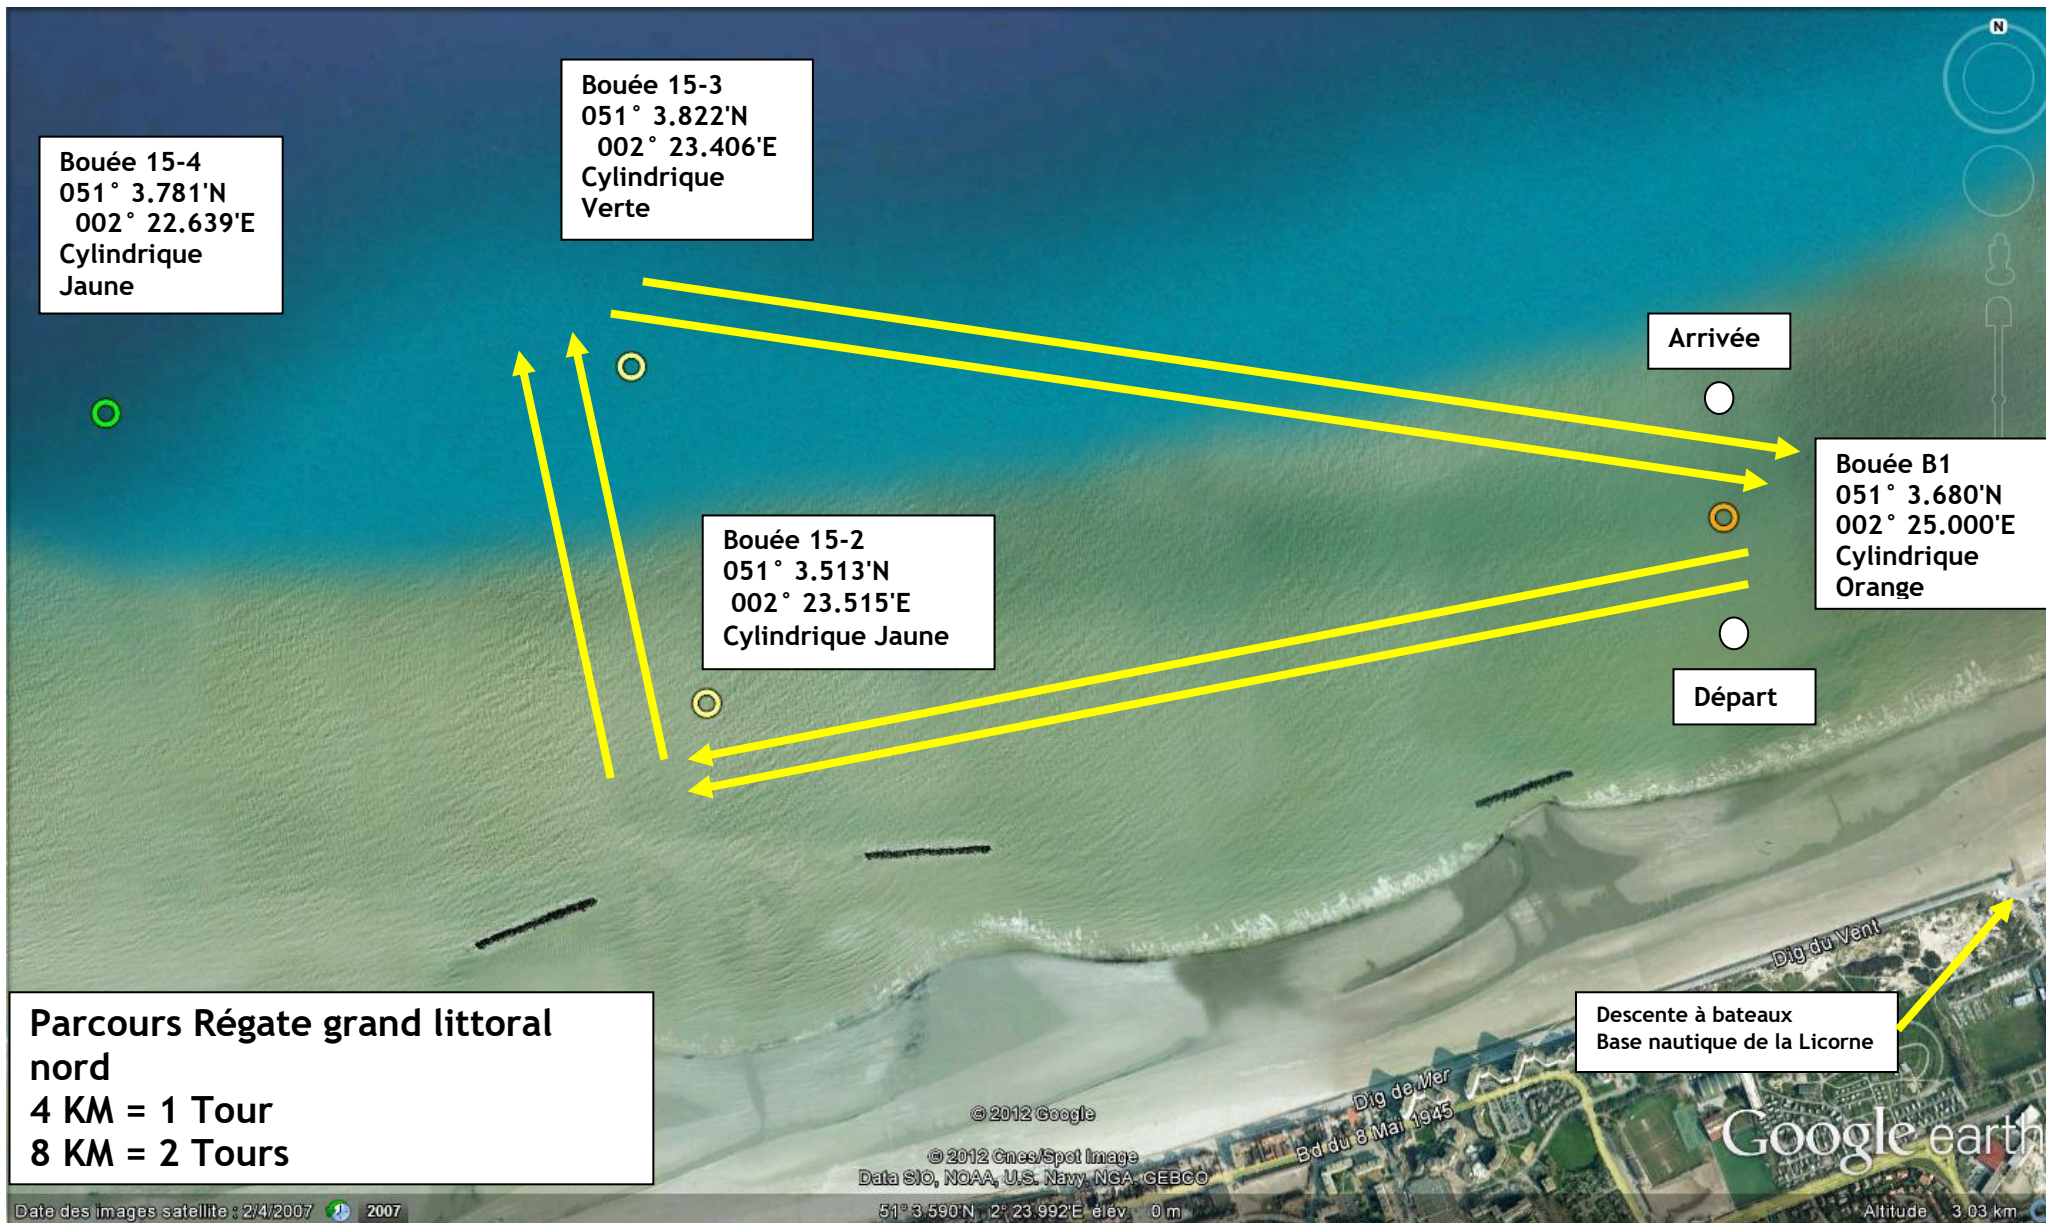 N
Bouée 15-3
051° 3.822'N
002° 23.406'E
Cylindrique
Verte
Bouée 15-4
051° 3.781'N
002° 22.639'E
Cylindrique
Jaune
Arrivée
Bouée B1
051° 3.680'N
002° 25.000'E
Cylindrique
Orange
Bouée 15-2
051° 3.513'N
002° 23.515'E
Cylindrique Jaune
Départ
Dig du Vent
Descente à bateaux
Base nautique de la Licorne
Parcours Régate grand littoral
nord
4 KM = 1 Tour
8 KM = 2 Tours
Dig de Mer
Bd du 8 Mai 1945
© 2012 Google
© 2012 Cnes/Spot Image
Data SIO, NOAA, U.S. Navy, NGA, GEBCO
Google earth
Date des images satellite : 2/4/2007 2007
51° 3.590'N 2° 23.992'E élév. 0 m
Altitude 3.03 km